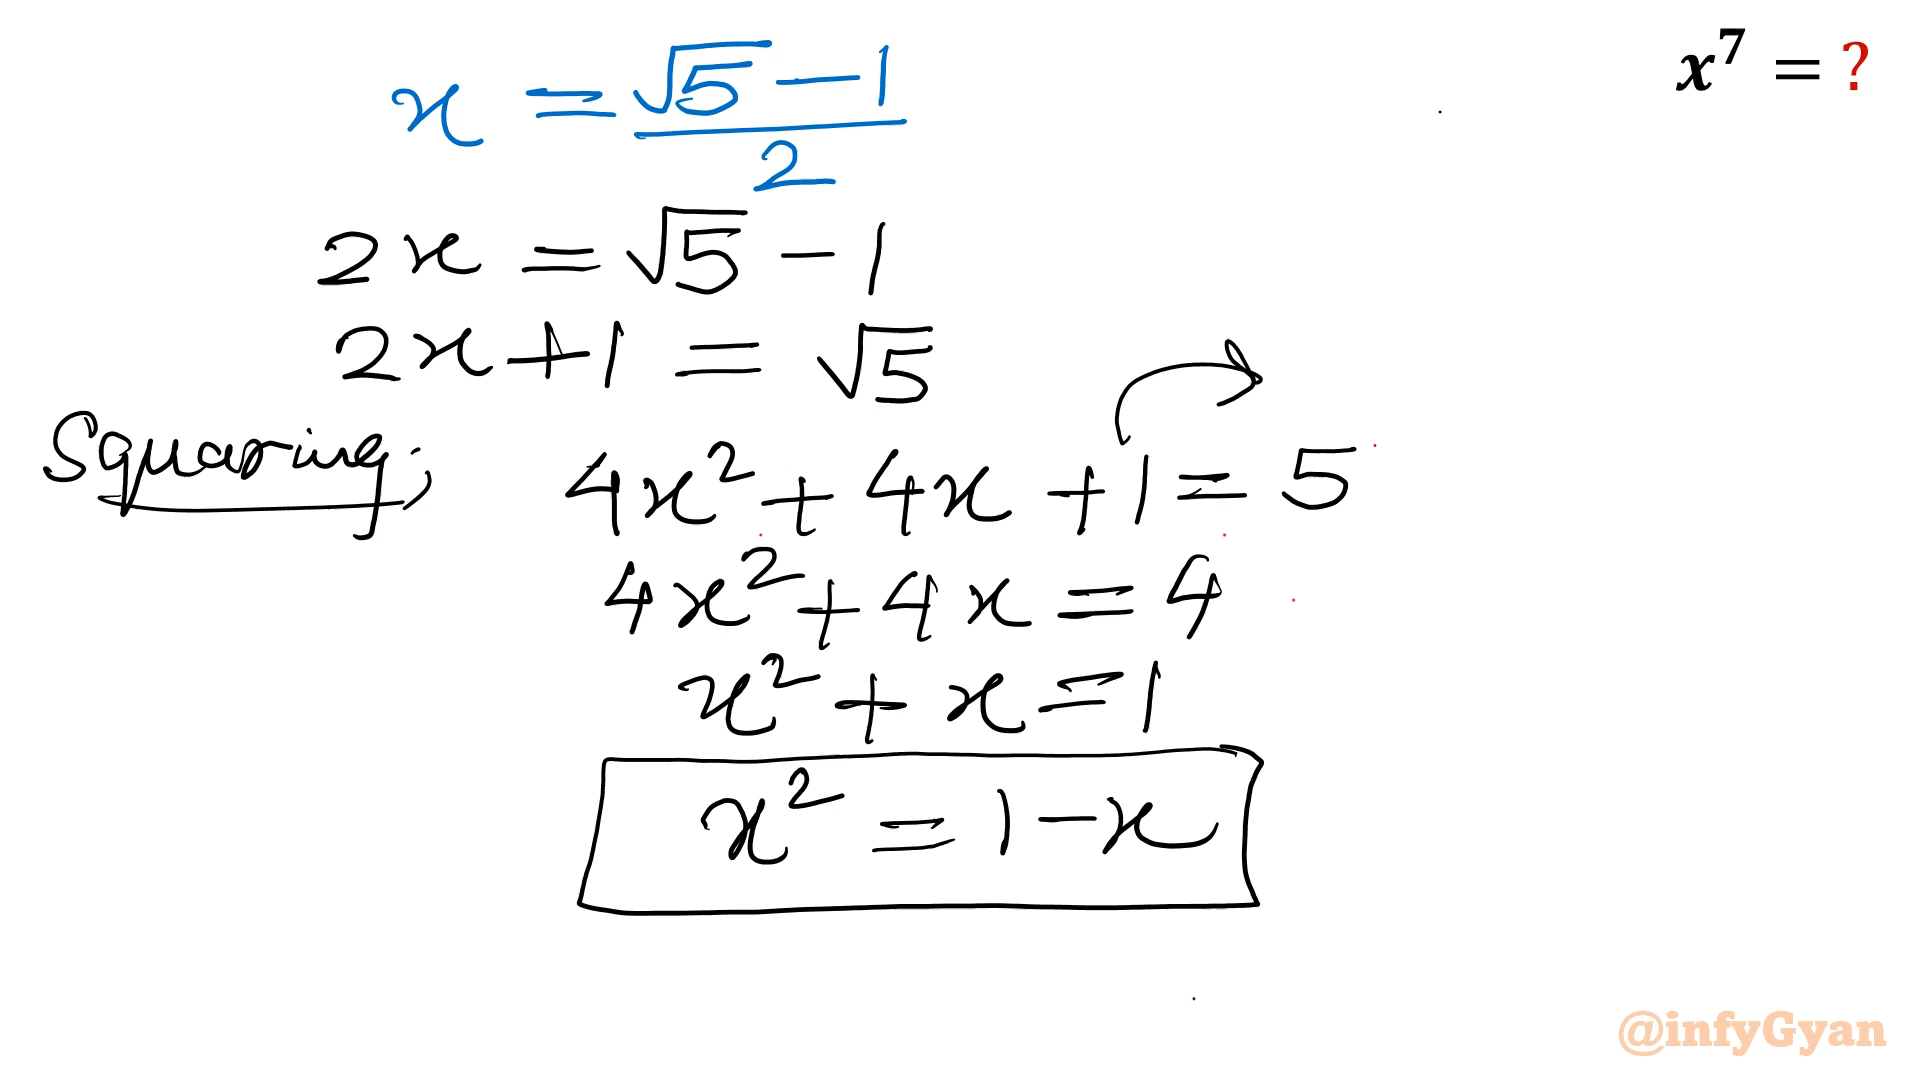 x⁷ = ?
x = (√5 − 1)/2
2x = √5 − 1
2x + 1 = √5
Squaring;
4x² + 4x + 1 = 5
4x² + 4x = 4
x² + x = 1
x² = 1 − x
@infyGyan